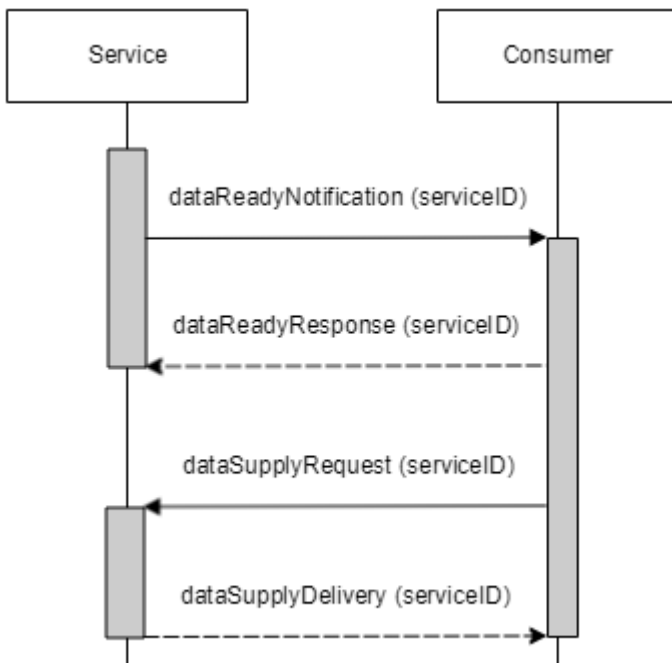 Service
Consumer
dataReadyNotification (serviceID)
dataReadyResponse (serviceID)
dataSupplyRequest (serviceID)
dataSupplyDelivery (serviceID)